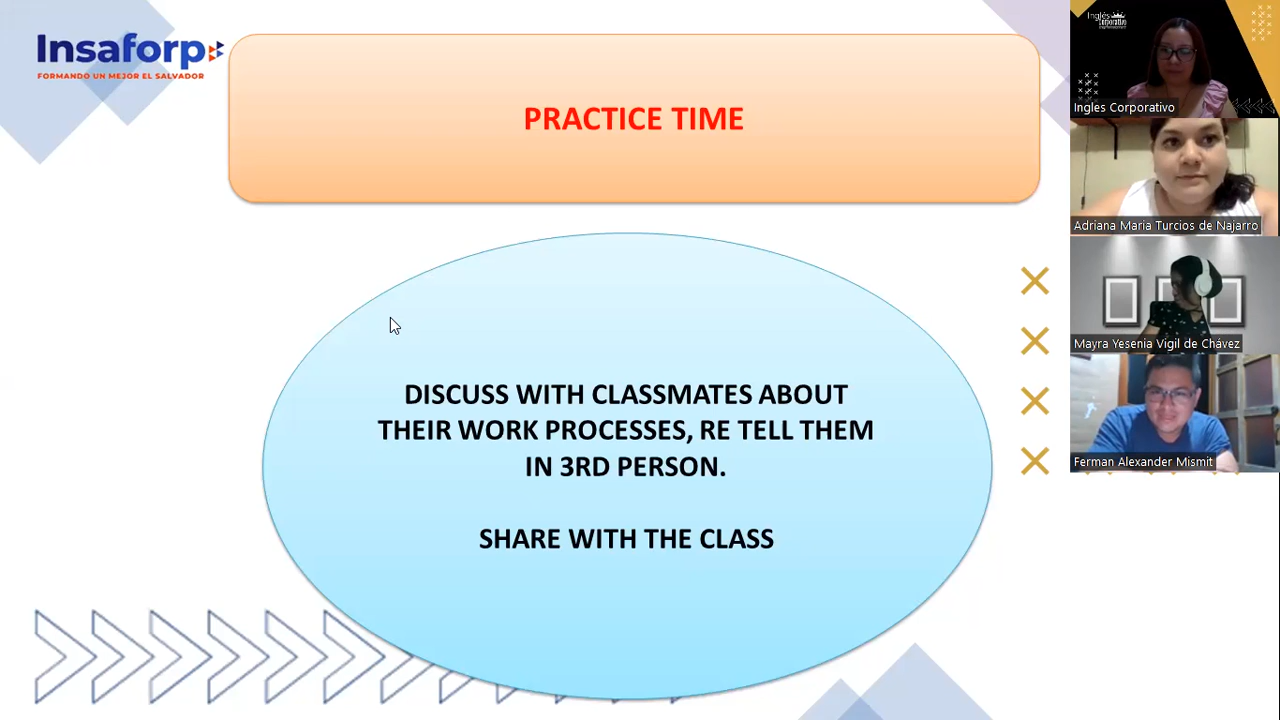 Insaforp
FORMANDO UN MEJOR EL SALVADOR
PRACTICE TIME
DISCUSS WITH CLASSMATES ABOUT
THEIR WORK PROCESSES, RE TELL THEM
IN 3RD PERSON.
SHARE WITH THE CLASS
Inglés
Corporativo
Ingles Corporativo
Adriana Maria Turcios de Najarro
Mayra Yesenia Vigil de Chávez
Ferman Alexander Mismit